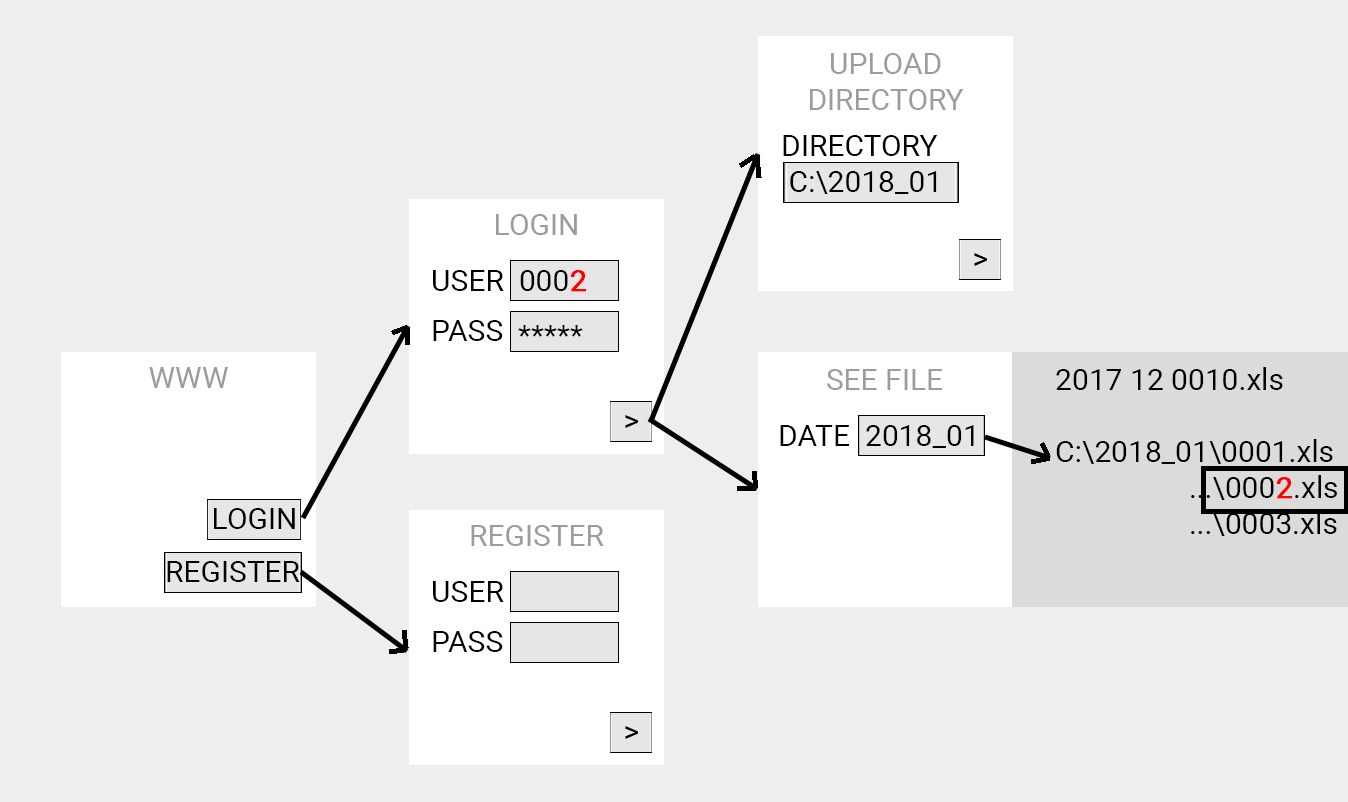 WWW
LOGIN
REGISTER
LOGIN
USER 0002
PASS *****
>
REGISTER
USER
PASS
>
UPLOAD
DIRECTORY
DIRECTORY
C:\2018_01
>
SEE FILE
DATE 2018_01
2017 12 0010.xls
C:\2018_01\0001.xls
...\0002.xls
...\0003.xls